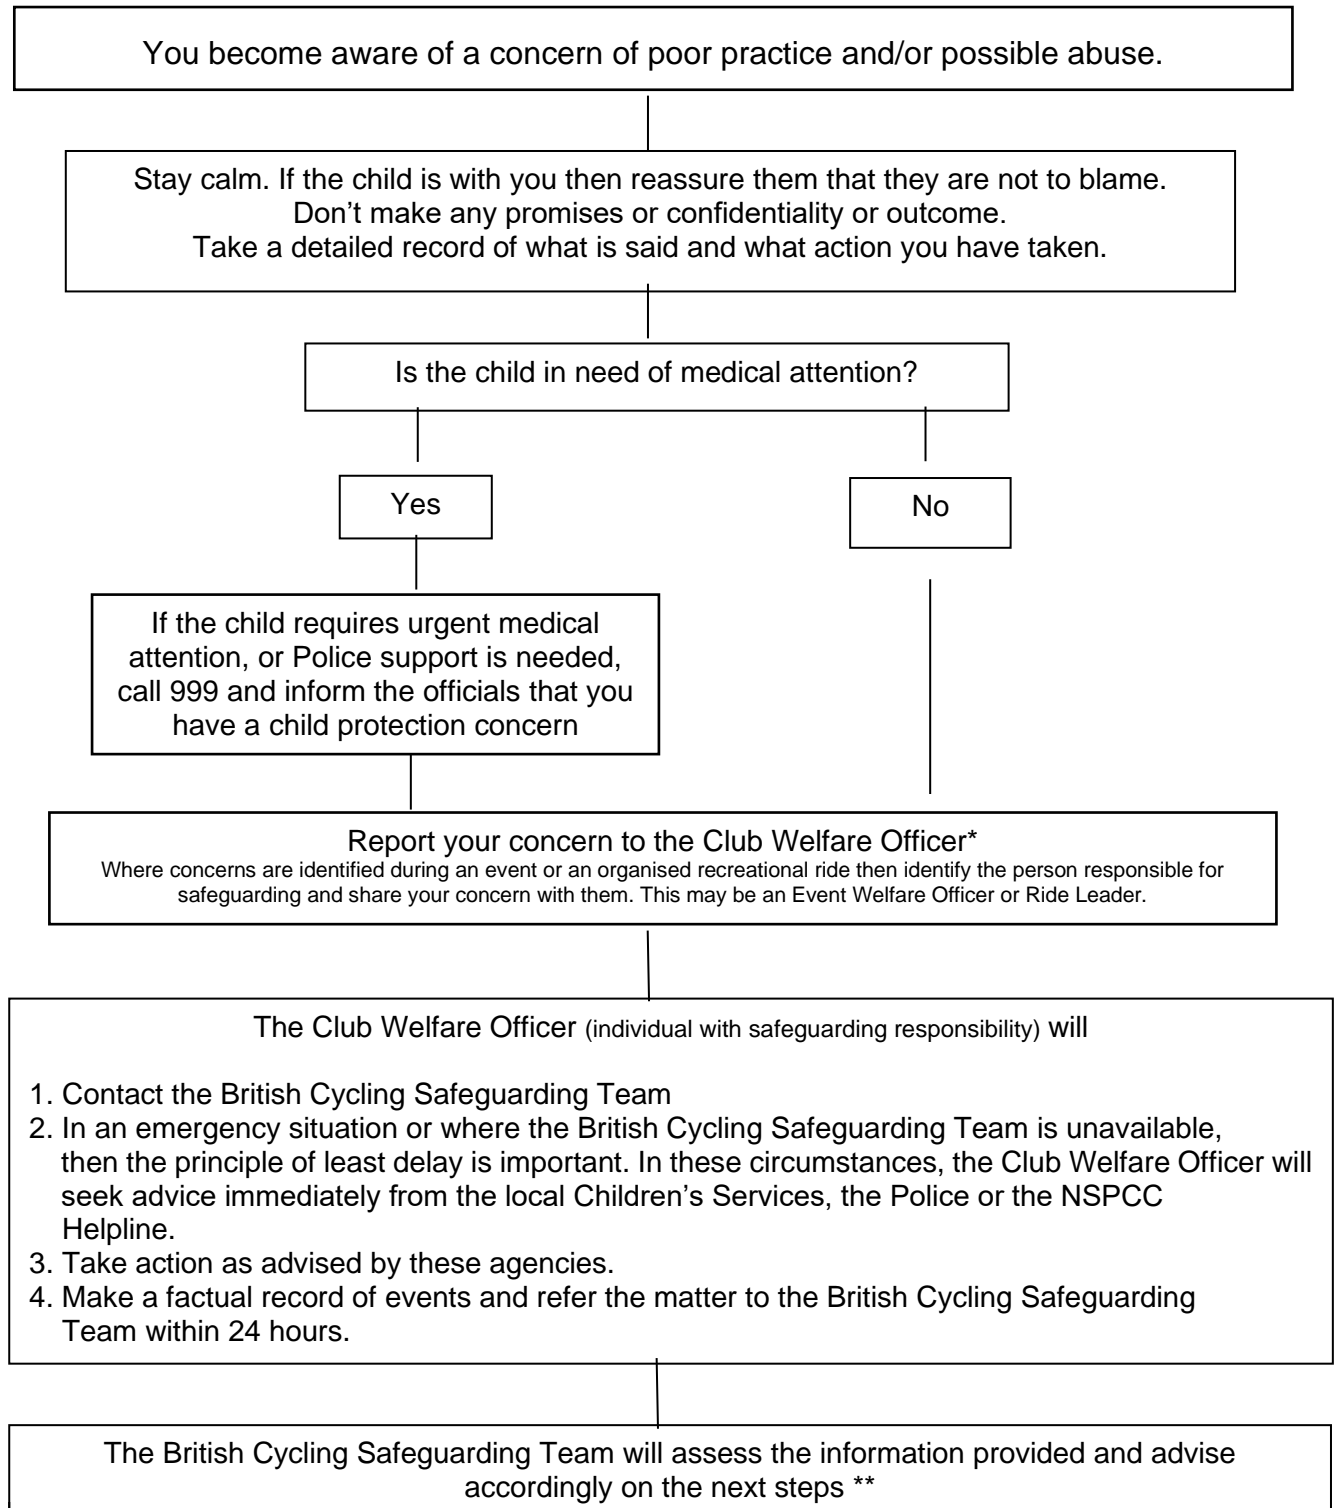 You become aware of a concern of poor practice and/or possible abuse.
Stay calm. If the child is with you then reassure them that they are not to blame.
Don’t make any promises or confidentiality or outcome.
Take a detailed record of what is said and what action you have taken.
Is the child in need of medical attention?
Yes
No
If the child requires urgent medical
attention, or Police support is needed,
call 999 and inform the officials that you
have a child protection concern
Report your concern to the Club Welfare Officer*
Where concerns are identified during an event or an organised recreational ride then identify the person responsible for
safeguarding and share your concern with them. This may be an Event Welfare Officer or Ride Leader.
The Club Welfare Officer (individual with safeguarding responsibility) will
1. Contact the British Cycling Safeguarding Team
2. In an emergency situation or where the British Cycling Safeguarding Team is unavailable,
then the principle of least delay is important. In these circumstances, the Club Welfare Officer will
seek advice immediately from the local Children’s Services, the Police or the NSPCC
Helpline.
3. Take action as advised by these agencies.
4. Make a factual record of events and refer the matter to the British Cycling Safeguarding
Team within 24 hours.
The British Cycling Safeguarding Team will assess the information provided and advise
accordingly on the next steps **